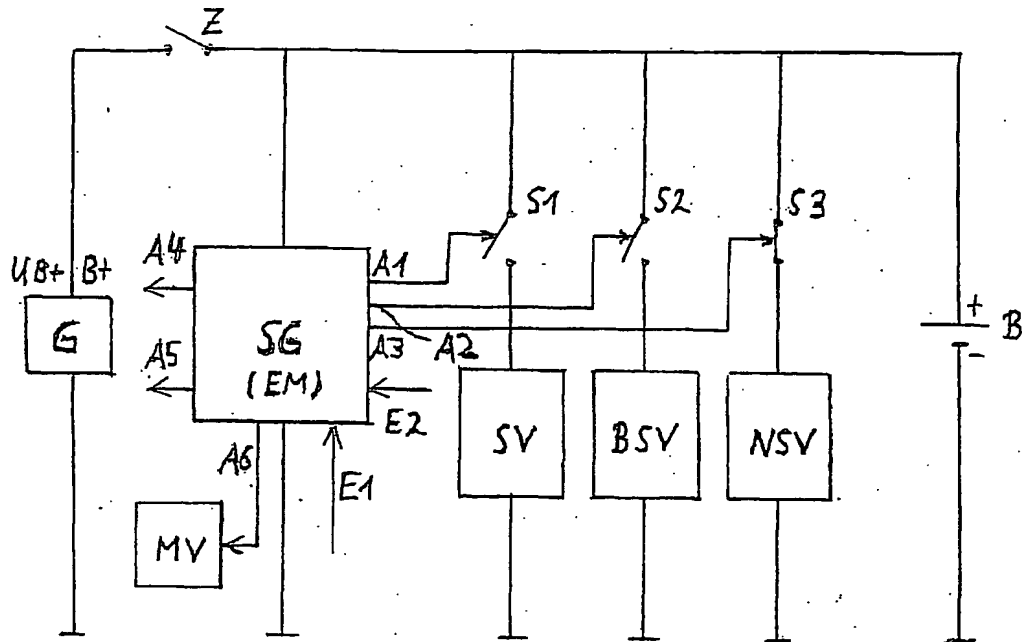 Z
S1
S2
S3
A4
UB+
B+
A1
G
SG
(EM)
A2
A3
A5
E2
+
-
B
SV
BSV
NSV
A6
E1
MV